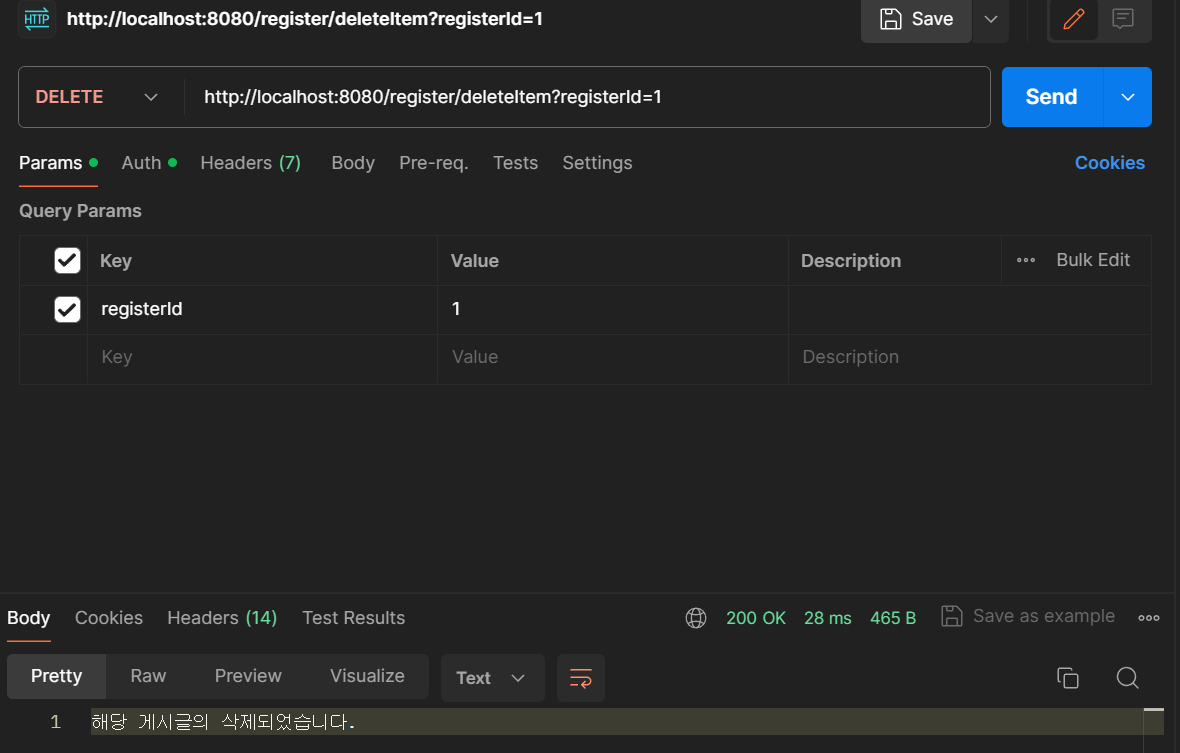 HTTP http://localhost:8080/register/deleteItem?registerId=1 Save
DELETE http://localhost:8080/register/deleteItem?registerId=1 Send
Params Auth Headers (7) Body Pre-req. Tests Settings Cookies
Query Params
Key Value Description Bulk Edit
registerId 1
Key Value Description
Body Cookies Headers (14) Test Results 200 OK 28 ms 465 B Save as example
Pretty Raw Preview Visualize Text
1 해당 게시글의 삭제되었습니다.